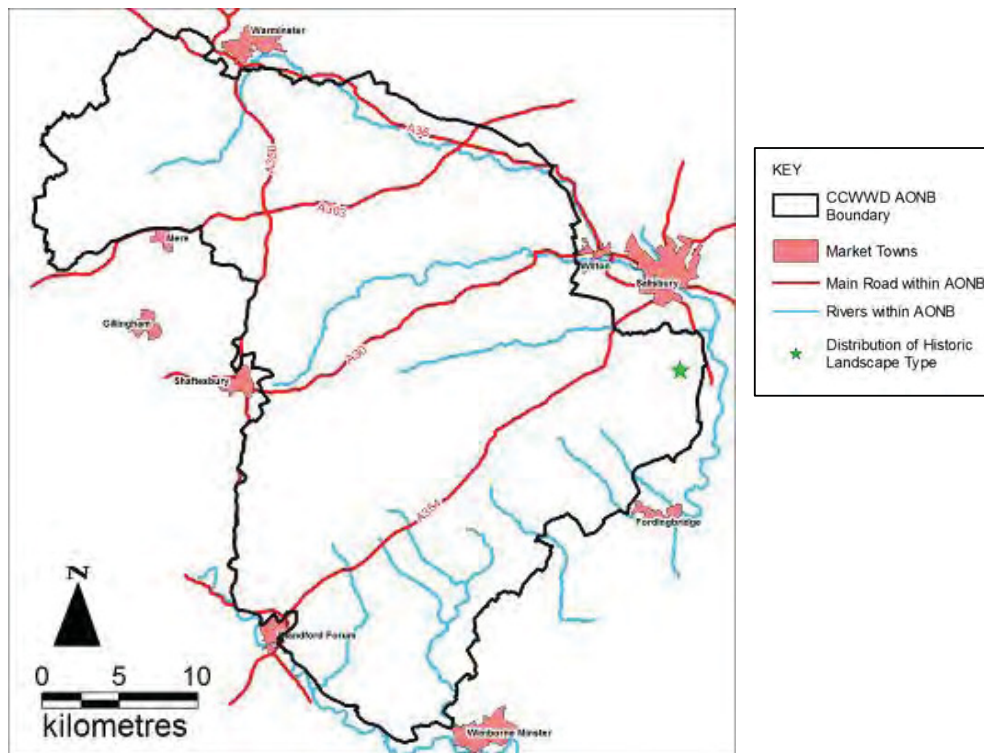 Warminster
A36
A350
A303
Mere
Wilton
Salisbury
Gillingham
Shaftesbury
A30
A354
Fordingbridge
Blandford Forum
Wimborne Minster
N
0 5 10
kilometres
KEY
CCWWD AONB
Boundary
Market Towns
Main Road within AONB
Rivers within AONB
Distribution of Historic
Landscape Type